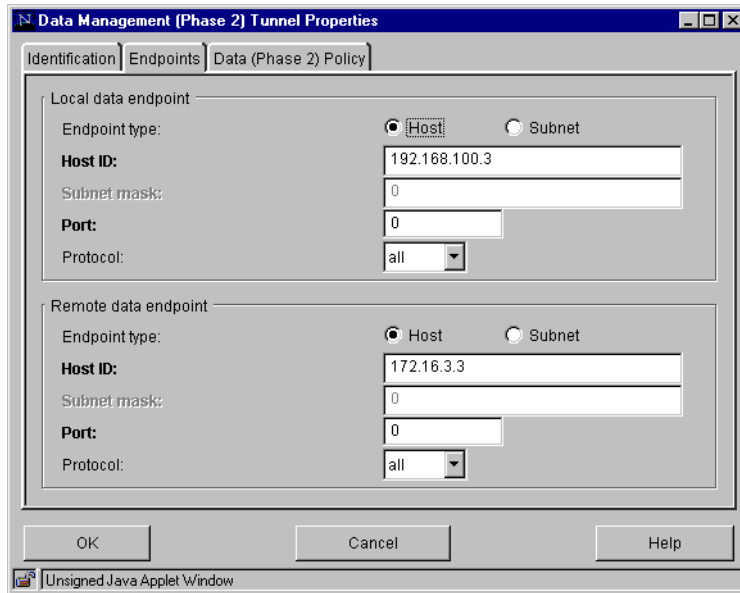 Data Management (Phase 2) Tunnel Properties
Identification Endpoints Data (Phase 2) Policy
Local data endpoint
Endpoint type: Host Subnet
Host ID: 192.168.100.3
Subnet mask: 0
Port: 0
Protocol: all
Remote data endpoint
Endpoint type: Host Subnet
Host ID: 172.16.3.3
Subnet mask: 0
Port: 0
Protocol: all
OK Cancel Help
Unsigned Java Applet Window